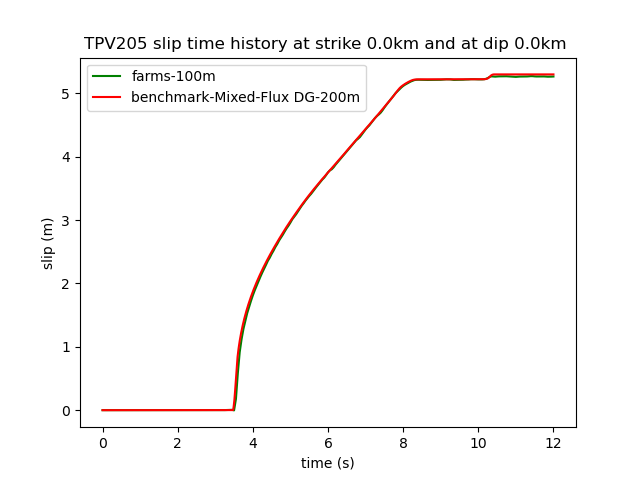 TPV205 slip time history at strike 0.0km and at dip 0.0km
farms-100m
benchmark-Mixed-Flux DG-200m
slip (m)
5
4
3
2
1
0
0 2 4 6 8 10 12
time (s)